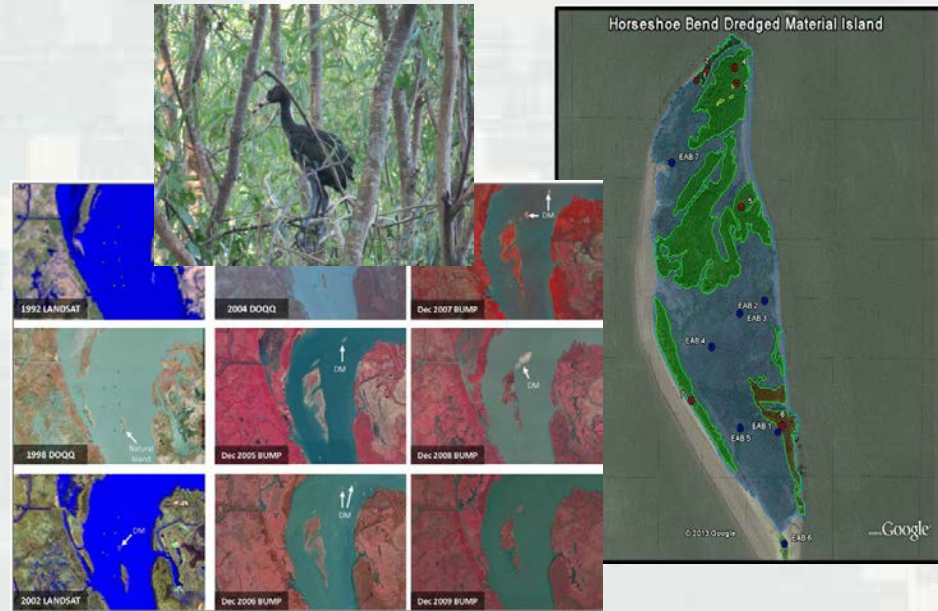 Horseshoe Bend Dredged Material Island
EAB 7
EAB 2
EAB 3
EAB 4
EAB 5
EAB 1
EAB 6
© 2013 Google
Google
DM
1992 LANDSAT
2004 DOQQ
Dec 2007 BUMP
DM
DM
Natural
Island
1998 DOQQ
Dec 2005 BUMP
Dec 2008 BUMP
DM
DM
2002 LANDSAT
Dec 2006 BUMP
Dec 2009 BUMP